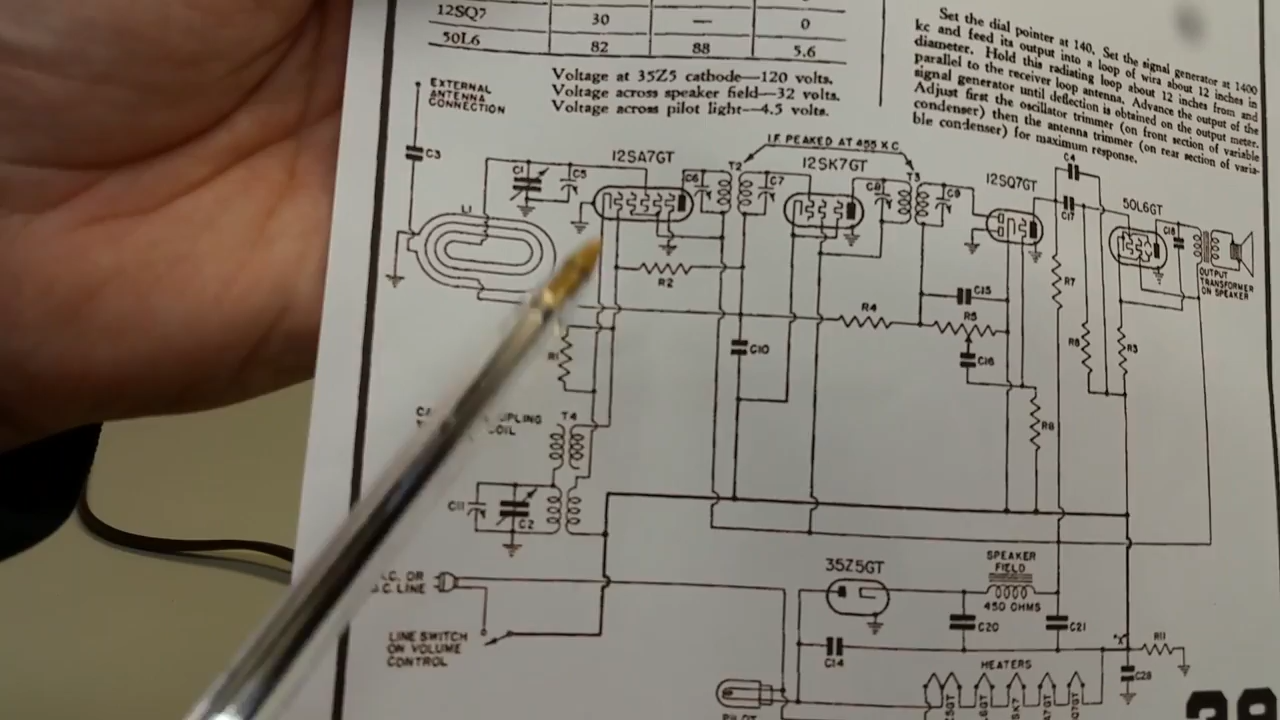 12SQ7 30 — 0
50L6 82 88 5.6
Voltage at 35Z5 cathode—120 volts.
Voltage across speaker field—32 volts.
Voltage across pilot light—4.5 volts.
Set the dial pointer at 140. Set the signal generator at 1400
kc and feed its output into a loop of wira about 12 inches in
diameter. Hold this radiating loop about 12 inches from and
parallel to the receiver loop antenna. Advance the output of the
signal generator until deflection is obtained on the output meter.
Adjust first the oscillator trimmer (on front section of variable
condenser) then the antenna trimmer (on rear section of varia-
ble condenser) for maximum response.
EXTERNAL
ANTENNA
CONNECTION
C3
L1
C1
C5
12SA7GT
C6
T2
I.F. PEAKED AT 455 KC
C7
12SK7GT
C8
T3
C9
12SQ7GT
C4
C17
50L6GT
C18
OUTPUT
TRANSFORMER
ON SPEAKER
R2
R4
C15
R5
C16
R7
R3
R1
C10
T4
UPLING
OIL
C11
C2
.C. OR
.C. LINE
LINE SWITCH
ON VOLUME
CONTROL
35Z5GT
SPEAKER
FIELD
450 OHMS
C20
C21
C14
HEATERS
"X"
R11
C28
PILOT